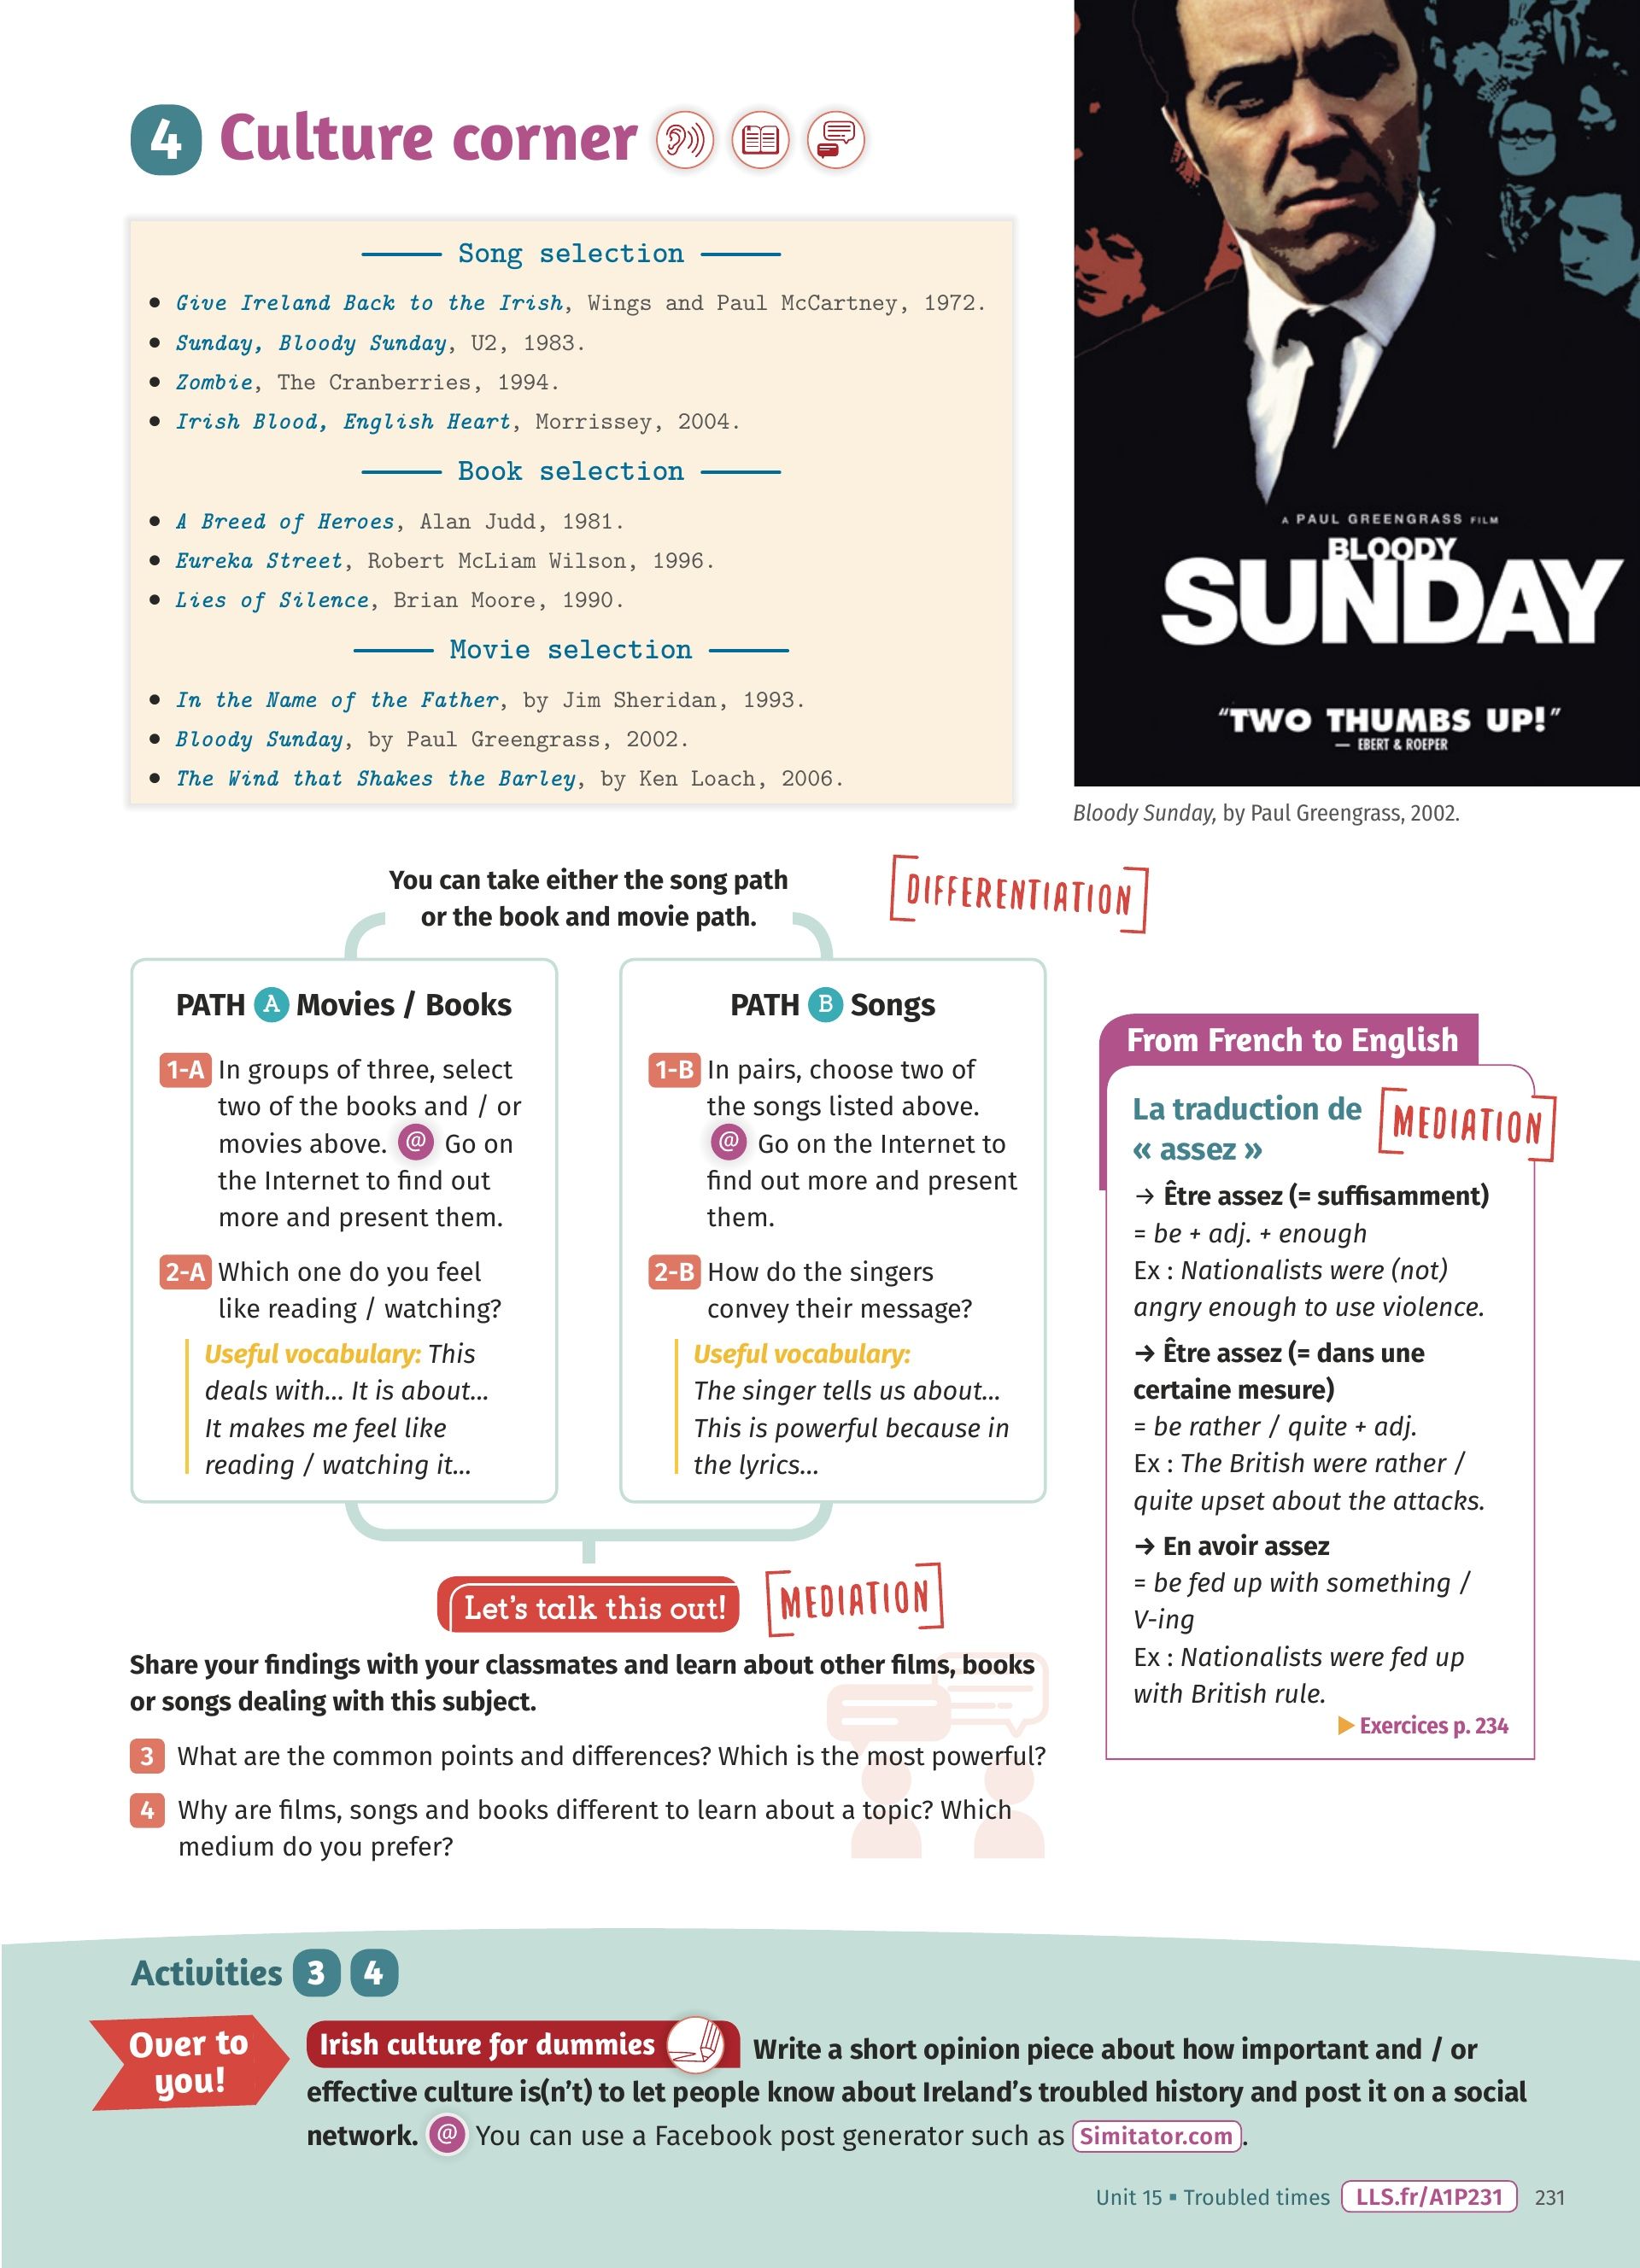 4 Culture corner
Song selection
• Give Ireland Back to the Irish, Wings and Paul McCartney, 1972.
• Sunday, Bloody Sunday, U2, 1983.
• Zombie, The Cranberries, 1994.
• Irish Blood, English Heart, Morrissey, 2004.
Book selection
• A Breed of Heroes, Alan Judd, 1981.
• Eureka Street, Robert McLiam Wilson, 1996.
• Lies of Silence, Brian Moore, 1990.
Movie selection
• In the Name of the Father, by Jim Sheridan, 1993.
• Bloody Sunday, by Paul Greengrass, 2002.
• The Wind that Shakes the Barley, by Ken Loach, 2006.
A PAUL GREENGRASS FILM
BLOODY
SUNDAY
“TWO THUMBS UP!”
— EBERT & ROEPER
Bloody Sunday, by Paul Greengrass, 2002.
You can take either the song path
or the book and movie path.
DIFFERENTIATION
PATH A Movies / Books
1-A In groups of three, select
two of the books and / or
movies above. @ Go on
the Internet to find out
more and present them.
2-A Which one do you feel
like reading / watching?
Useful vocabulary: This
deals with... It is about...
It makes me feel like
reading / watching it...
PATH B Songs
1-B In pairs, choose two of
the songs listed above.
@ Go on the Internet to
find out more and present
them.
2-B How do the singers
convey their message?
Useful vocabulary:
The singer tells us about...
This is powerful because in
the lyrics...
Let’s talk this out!
MEDIATION
Share your findings with your classmates and learn about other films, books
or songs dealing with this subject.
3 What are the common points and differences? Which is the most powerful?
4 Why are films, songs and books different to learn about a topic? Which
medium do you prefer?
From French to English
La traduction de
« assez »
MEDIATION
→ Être assez (= suffisamment)
= be + adj. + enough
Ex : Nationalists were (not)
angry enough to use violence.
→ Être assez (= dans une
certaine mesure)
= be rather / quite + adj.
Ex : The British were rather /
quite upset about the attacks.
→ En avoir assez
= be fed up with something /
V-ing
Ex : Nationalists were fed up
with British rule.
▶ Exercices p. 234
Activities 3 4
Over to
you!
Irish culture for dummies Write a short opinion piece about how important and / or
effective culture is(n’t) to let people know about Ireland’s troubled history and post it on a social
network. @ You can use a Facebook post generator such as Simitator.com.
Unit 15 ▪ Troubled times LLS.fr/A1P231 231